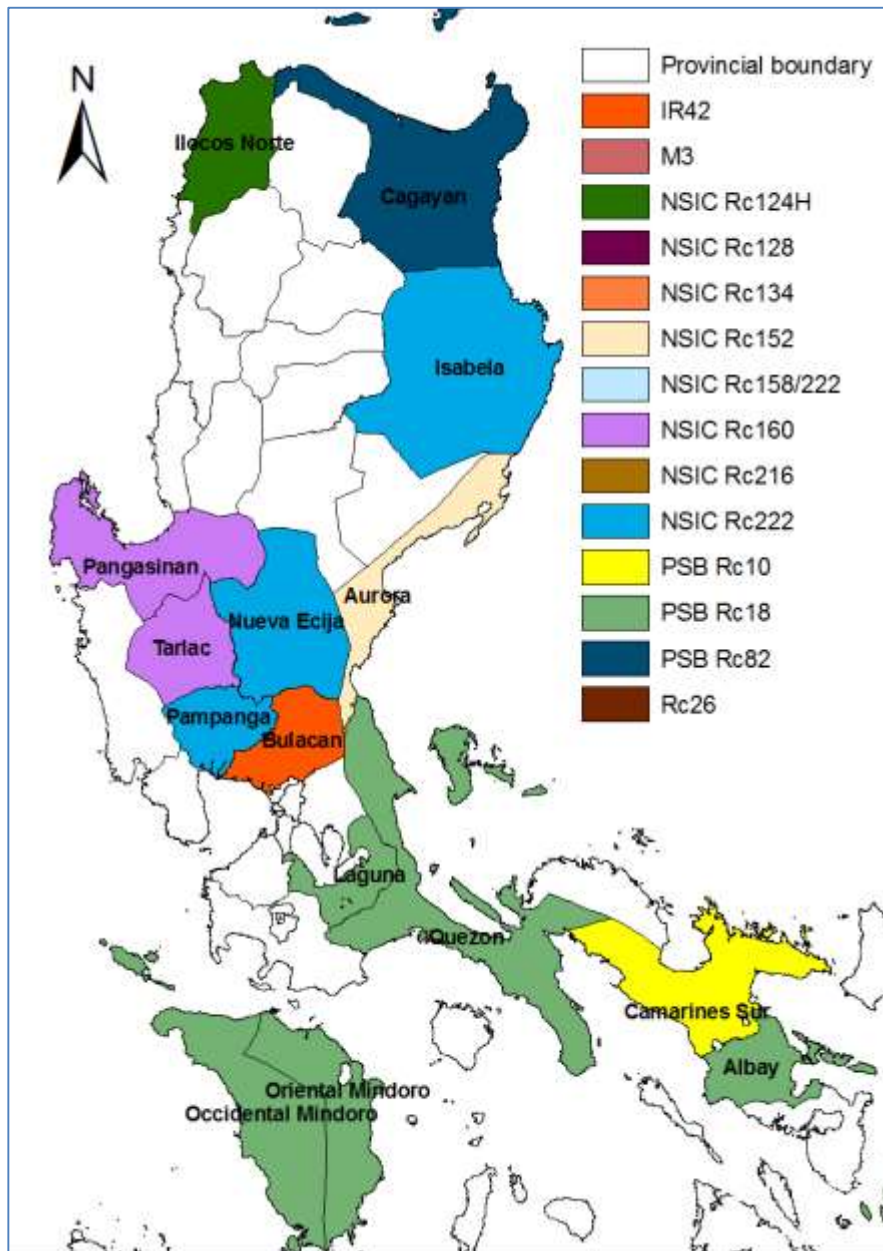 N
Ilocos Norte
Cagayan
Isabela
Pangasinan
Aurora
Nueva Ecija
Tarlac
Pampanga
Bulacan
Laguna
Quezon
Camarines Sur
Albay
Oriental Mindoro
Occidental Mindoro
Provincial boundary
IR42
M3
NSIC Rc124H
NSIC Rc128
NSIC Rc134
NSIC Rc152
NSIC Rc158/222
NSIC Rc160
NSIC Rc216
NSIC Rc222
PSB Rc10
PSB Rc18
PSB Rc82
Rc26